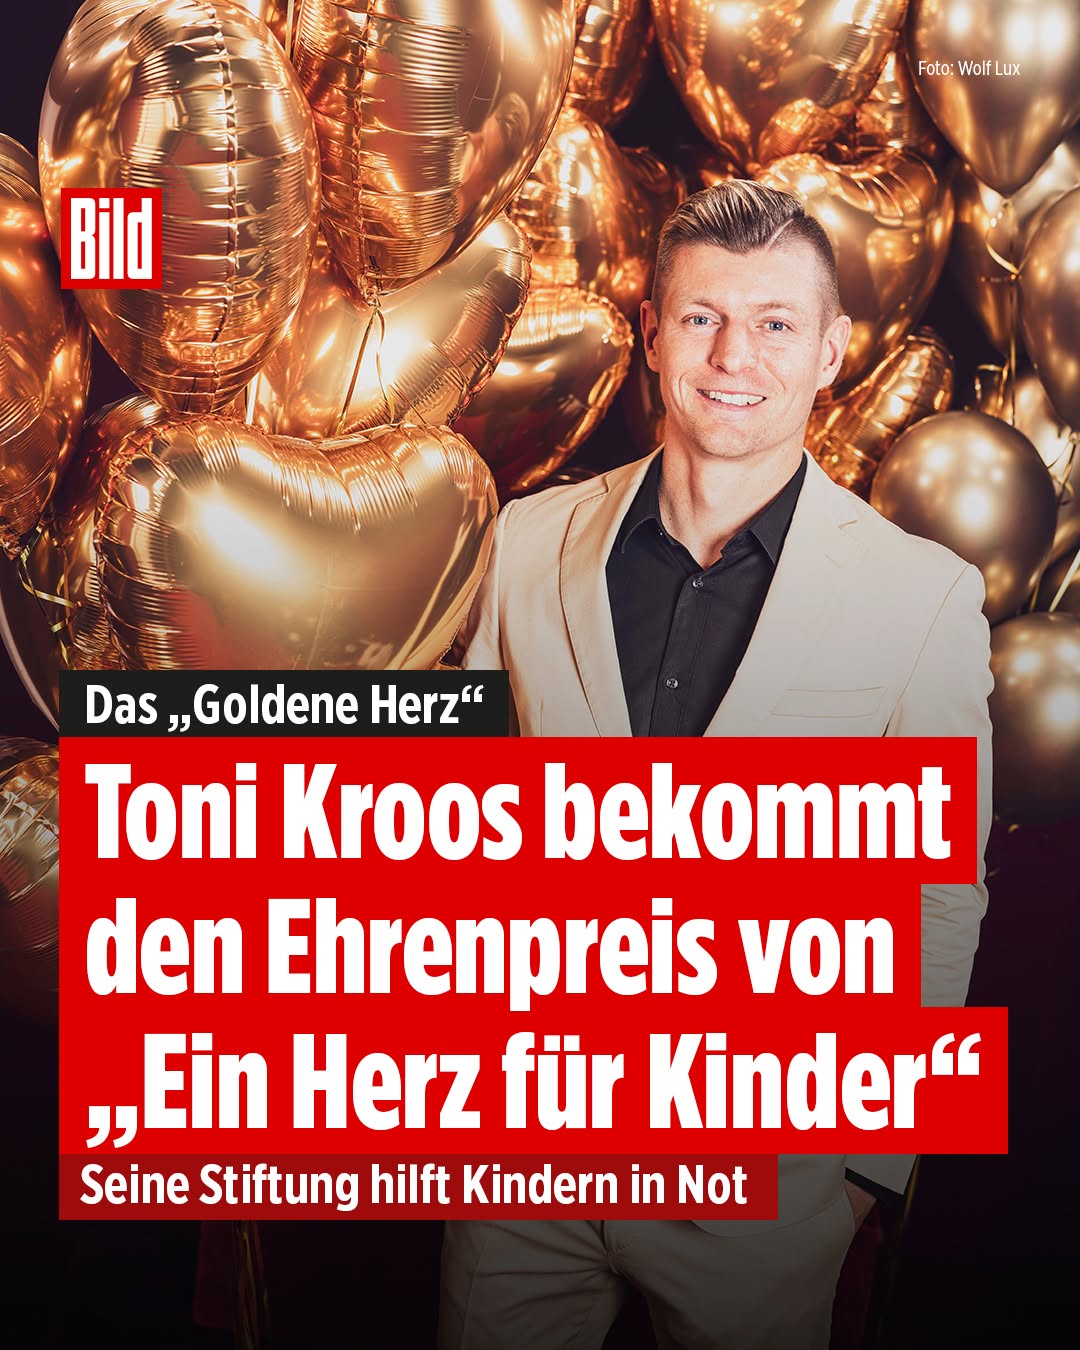 Foto: Wolf Lux
Bild
Das „Goldene Herz“
Toni Kroos bekommt
den Ehrenpreis von
„Ein Herz für Kinder“
Seine Stiftung hilft Kindern in Not